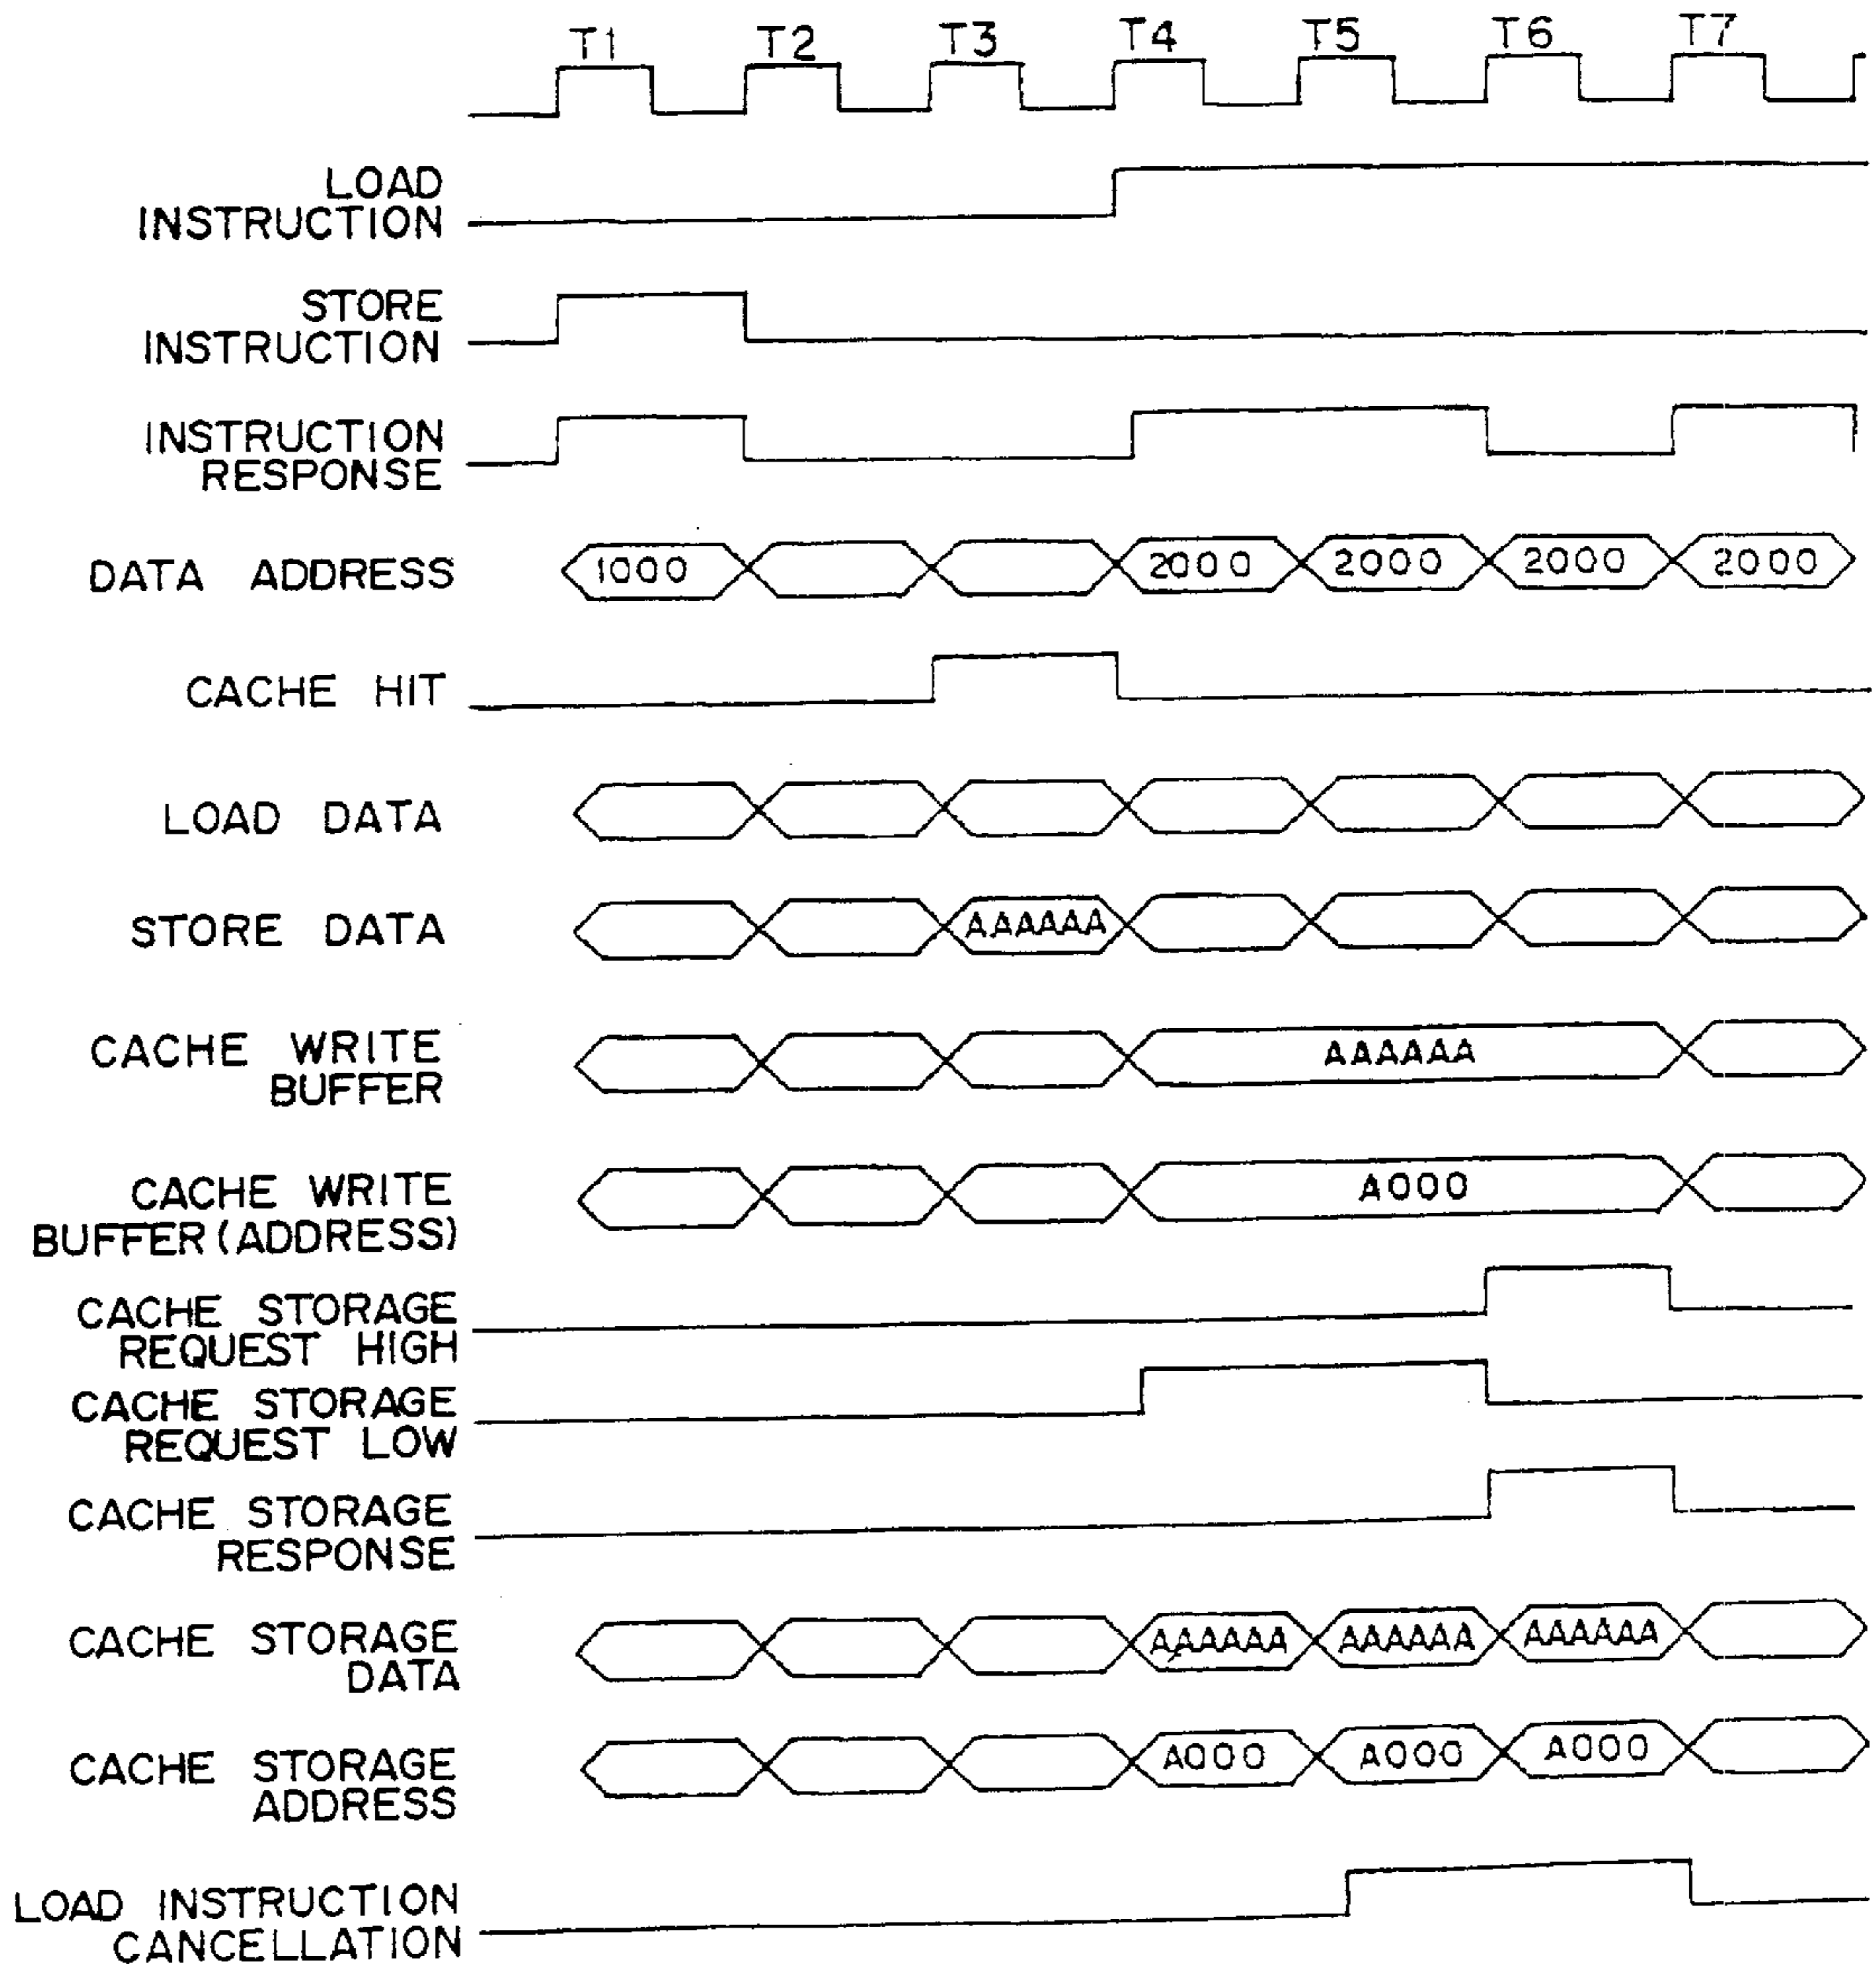 T1 T2 T3 T4 T5 T6 T7
LOAD
INSTRUCTION
STORE
INSTRUCTION
INSTRUCTION
RESPONSE
DATA ADDRESS 1000 2000 2000 2000 2000
CACHE HIT
LOAD DATA
STORE DATA AAAAAA
CACHE WRITE
BUFFER
AAAAAA
CACHE WRITE
BUFFER(ADDRESS)
A000
CACHE STORAGE
REQUEST HIGH
CACHE STORAGE
REQUEST LOW
CACHE STORAGE
RESPONSE
CACHE STORAGE
DATA
AAAAAA AAAAAA AAAAAA
CACHE STORAGE
ADDRESS
A000 A000 A000
LOAD INSTRUCTION
CANCELLATION